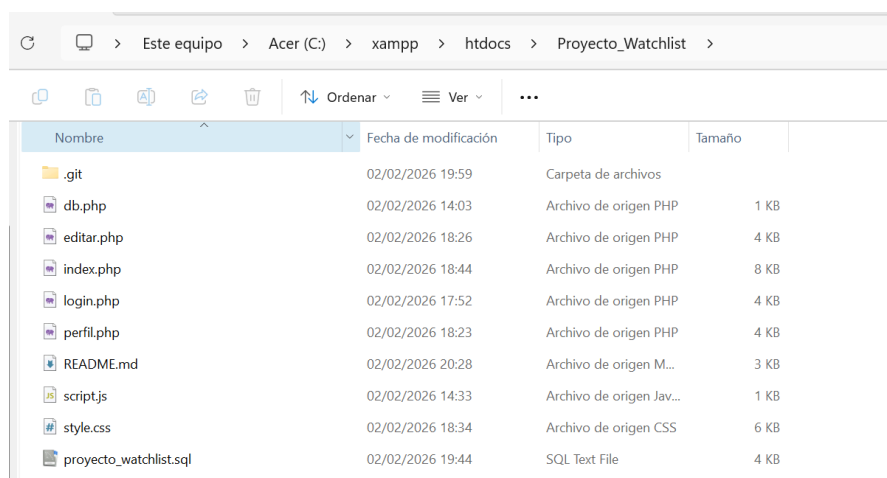 Este equipo > Acer (C:) > xampp > htdocs > Proyecto_Watchlist >
Ordenar Ver ...
Nombre Fecha de modificación Tipo Tamaño
.git 02/02/2026 19:59 Carpeta de archivos
db.php 02/02/2026 14:03 Archivo de origen PHP 1 KB
editar.php 02/02/2026 18:26 Archivo de origen PHP 4 KB
index.php 02/02/2026 18:44 Archivo de origen PHP 8 KB
login.php 02/02/2026 17:52 Archivo de origen PHP 4 KB
perfil.php 02/02/2026 18:23 Archivo de origen PHP 4 KB
README.md 02/02/2026 20:28 Archivo de origen M... 3 KB
script.js 02/02/2026 14:33 Archivo de origen Jav... 1 KB
style.css 02/02/2026 18:34 Archivo de origen CSS 6 KB
proyecto_watchlist.sql 02/02/2026 19:44 SQL Text File 4 KB